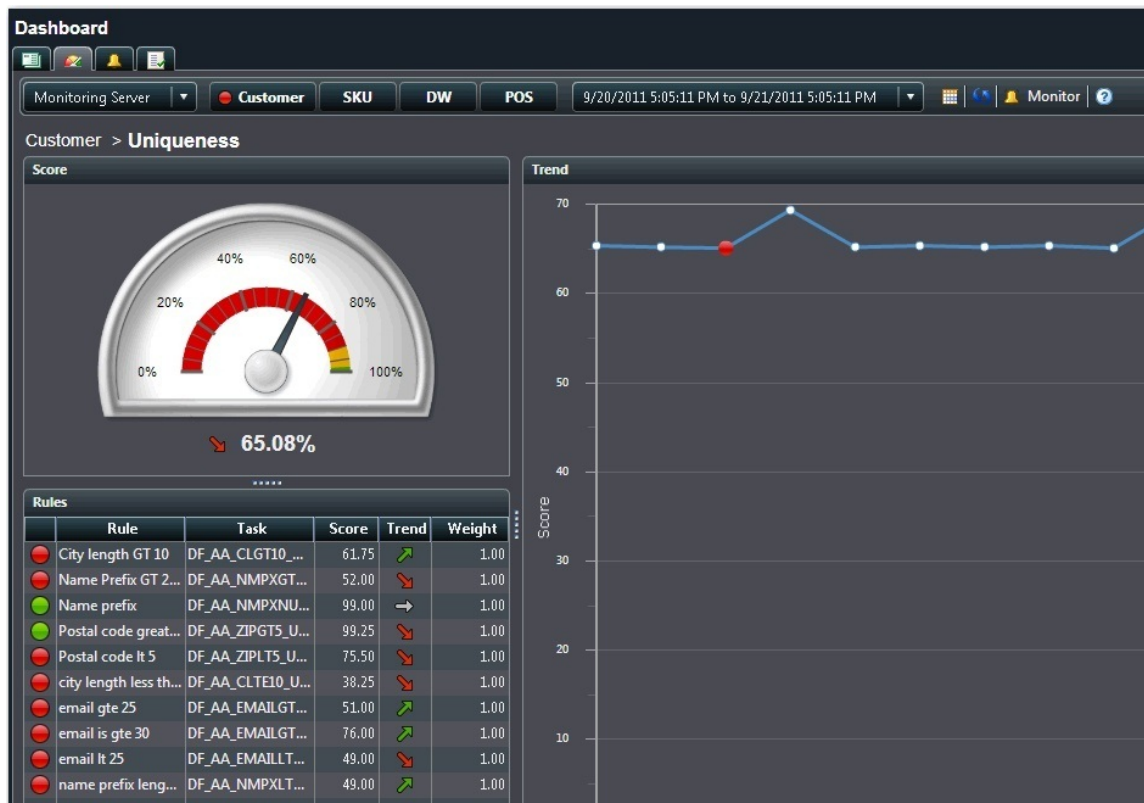 Dashboard
Monitoring Server Customer SKU DW POS 9/20/2011 5:05:11 PM to 9/21/2011 5:05:11 PM Monitor ?
Customer > Uniqueness
Score
0% 20% 40% 60% 80% 100%
65.08%
Rules
Rule Task Score Trend Weight
City length GT 10 DF_AA_CLGT10_... 61.75 1.00
Name Prefix GT 2... DF_AA_NMPXGT... 52.00 1.00
Name prefix DF_AA_NMPXNU... 99.00 1.00
Postal code great... DF_AA_ZIPGT5_U... 99.25 1.00
Postal code lt 5 DF_AA_ZIPLT5_U... 75.50 1.00
city length less th... DF_AA_CLTE10_U... 38.25 1.00
email gte 25 DF_AA_EMAILGT... 51.00 1.00
email is gte 30 DF_AA_EMAILGT... 76.00 1.00
email lt 25 DF_AA_EMAILLT... 49.00 1.00
name prefix leng... DF_AA_NMPXLT... 49.00 1.00
Trend
70
60
50
40
30
20
10
Score